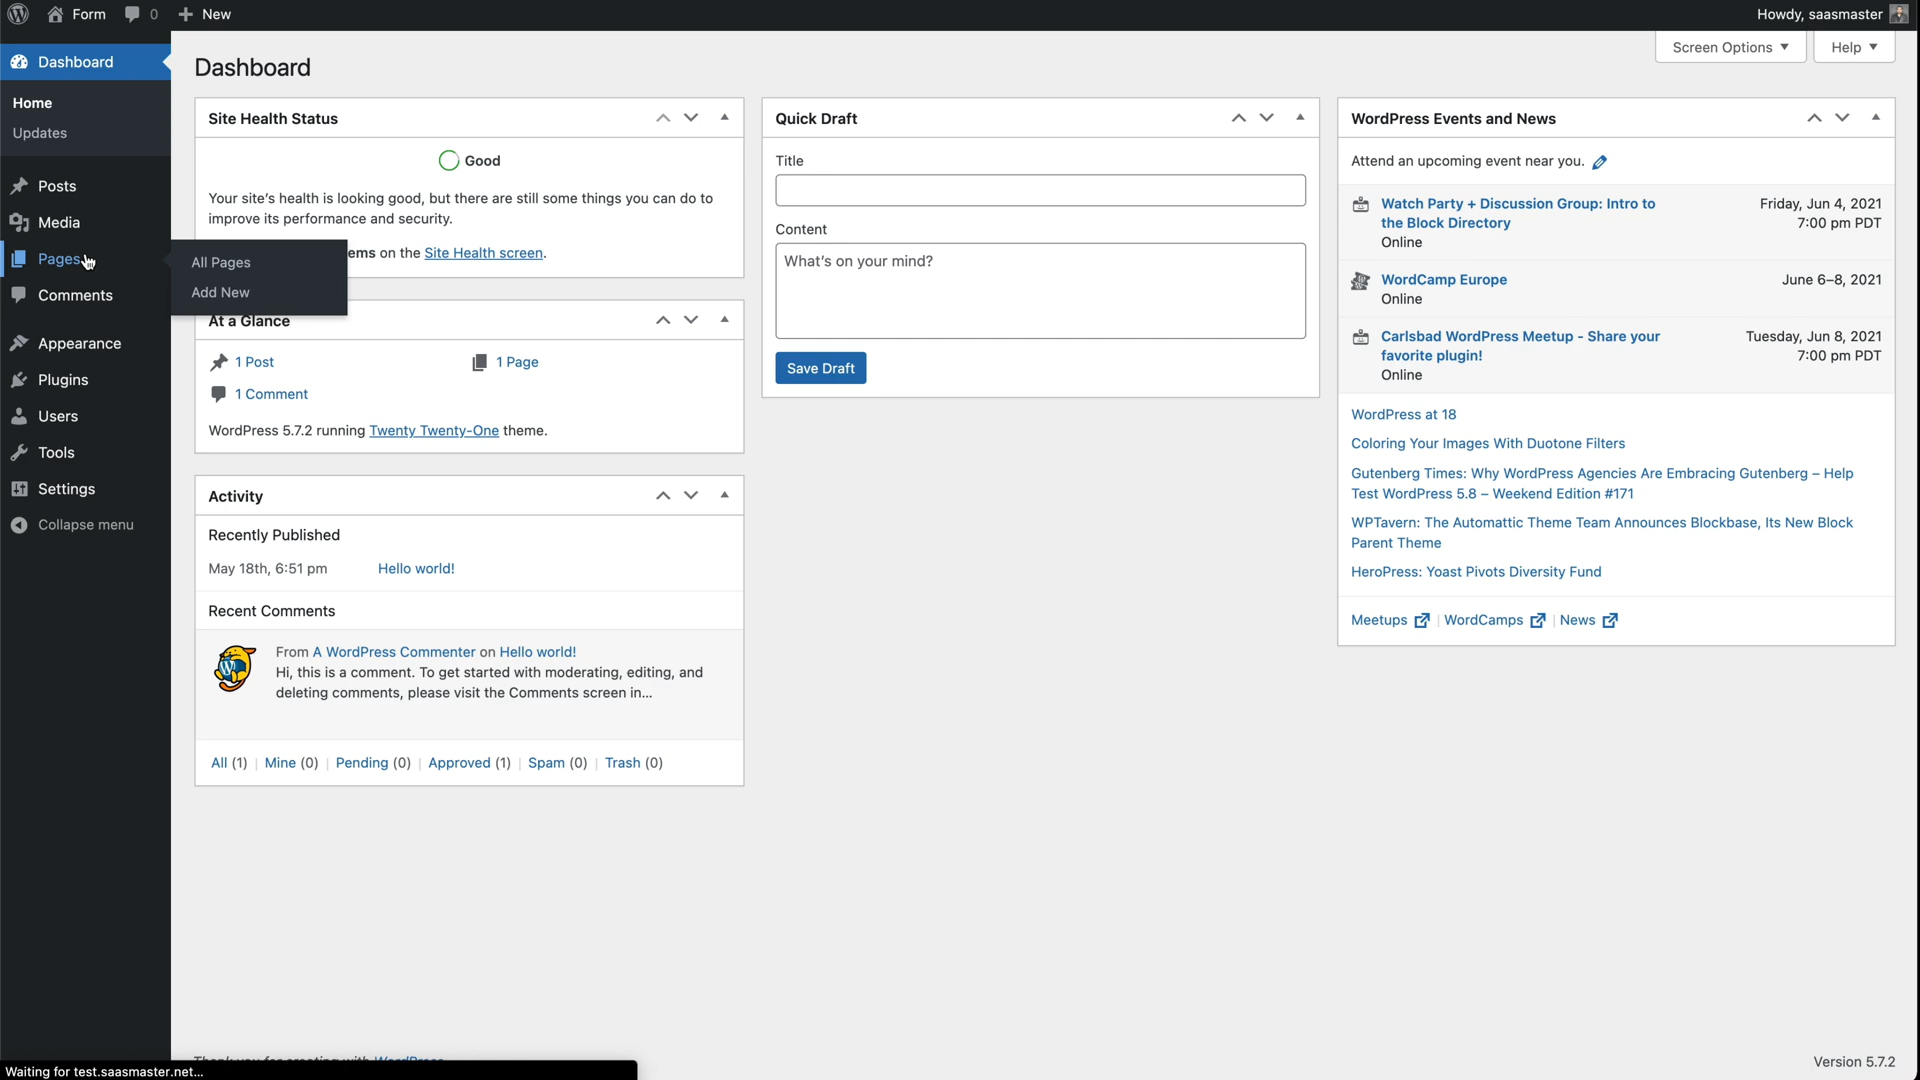 Form
0
New
Howdy, saasmaster
Dashboard
Home
Updates
Posts
Media
Pages
All Pages
Add New
Comments
Appearance
Plugins
Users
Tools
Settings
Collapse menu
Screen Options
Help
Dashboard
Site Health Status
Good
Your site's health is looking good, but there are still some things you can do to
improve its performance and security.
ems on the Site Health screen.
At a Glance
1 Post
1 Page
1 Comment
WordPress 5.7.2 running Twenty Twenty-One theme.
Activity
Recently Published
May 18th, 6:51 pm Hello world!
Recent Comments
From A WordPress Commenter on Hello world!
Hi, this is a comment. To get started with moderating, editing, and
deleting comments, please visit the Comments screen in...
All (1) | Mine (0) | Pending (0) | Approved (1) | Spam (0) | Trash (0)
Quick Draft
Title
Content
What's on your mind?
Save Draft
WordPress Events and News
Attend an upcoming event near you.
Watch Party + Discussion Group: Intro to
the Block Directory
Online
Friday, Jun 4, 2021
7:00 pm PDT
WordCamp Europe
Online
June 6–8, 2021
Carlsbad WordPress Meetup - Share your
favorite plugin!
Online
Tuesday, Jun 8, 2021
7:00 pm PDT
WordPress at 18
Coloring Your Images With Duotone Filters
Gutenberg Times: Why WordPress Agencies Are Embracing Gutenberg – Help
Test WordPress 5.8 – Weekend Edition #171
WPTavern: The Automattic Theme Team Announces Blockbase, Its New Block
Parent Theme
HeroPress: Yoast Pivots Diversity Fund
Meetups | WordCamps | News
Thank you for creating with WordPress
Version 5.7.2
Waiting for test.saasmaster.net...